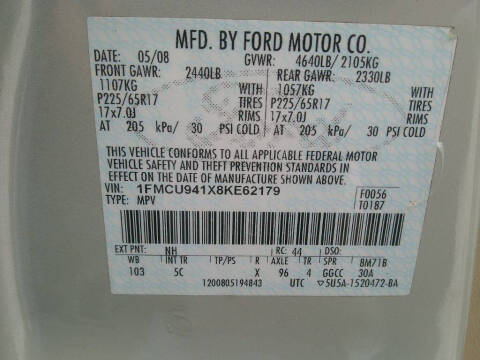 MFD. BY FORD MOTOR CO.
DATE: 05/08 GVWR: 4640LB/ 2105KG
FRONT GAWR: 2440LB REAR GAWR: 2330LB
1107KG WITH 1057KG WITH
P225/65R17 TIRES P225/65R17 TIRES
17x7.0J RIMS 17x7.0J RIMS
AT 205 kPa/ 30 PSI COLD AT 205 kPa/ 30 PSI COLD
THIS VEHICLE CONFORMS TO ALL APPLICABLE FEDERAL MOTOR
VEHICLE SAFETY AND THEFT PREVENTION STANDARDS IN
EFFECT ON THE DATE OF MANUFACTURE SHOWN ABOVE.
VIN: 1FMCU941X8KE62179 F0056
TYPE: MPV T0187
EXT PNT: NH RC: 44 DSO:
WB INT TR TP/PS R AXLE TR SPR 8M71B
103 5C X 96 4 GGCC 30A
1200805194843 UTC ▽5U5A-1520472-BA